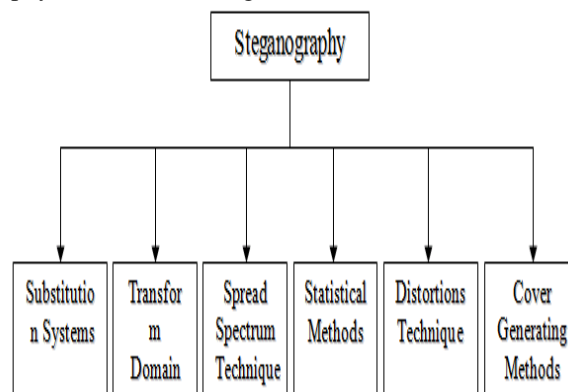 Steganography
Substitutio
n Systems
Transfor
m
Domain
Spread
Spectrum
Technique
Statistical
Methods
Distortions
Technique
Cover
Generating
Methods